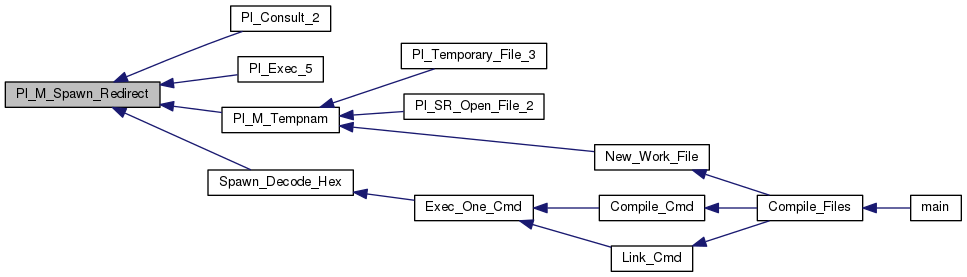 Pl_Consult_2
Pl_Exec_5
Pl_Temporary_File_3
Pl_M_Spawn_Redirect
Pl_SR_Open_File_2
Pl_M_Tempnam
New_Work_File
Spawn_Decode_Hex
Exec_One_Cmd
Compile_Cmd
Compile_Files
main
Link_Cmd